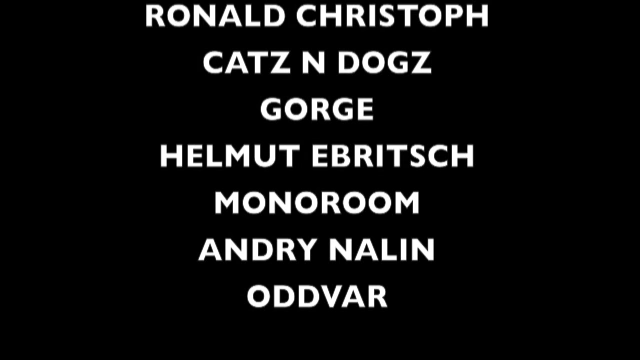 RONALD CHRISTOPH
CATZ N DOGZ
GORGE
HELMUT EBRITSCH
MONOROOM
ANDRY NALIN
ODDVAR